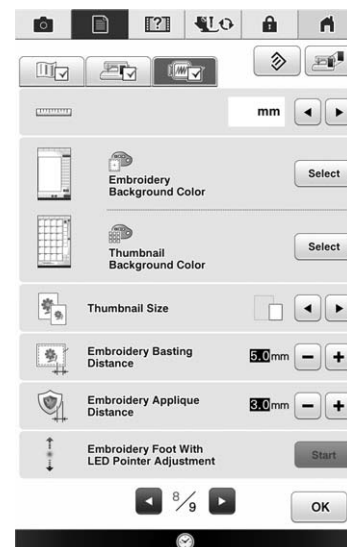 mm
Embroidery
Background Color
Select
Thumbnail
Background Color
Select
Thumbnail Size
Embroidery Basting
Distance
5.0mm
Embroidery Applique
Distance
3.0mm
Embroidery Foot With
LED Pointer Adjustment
Start
8/9
OK